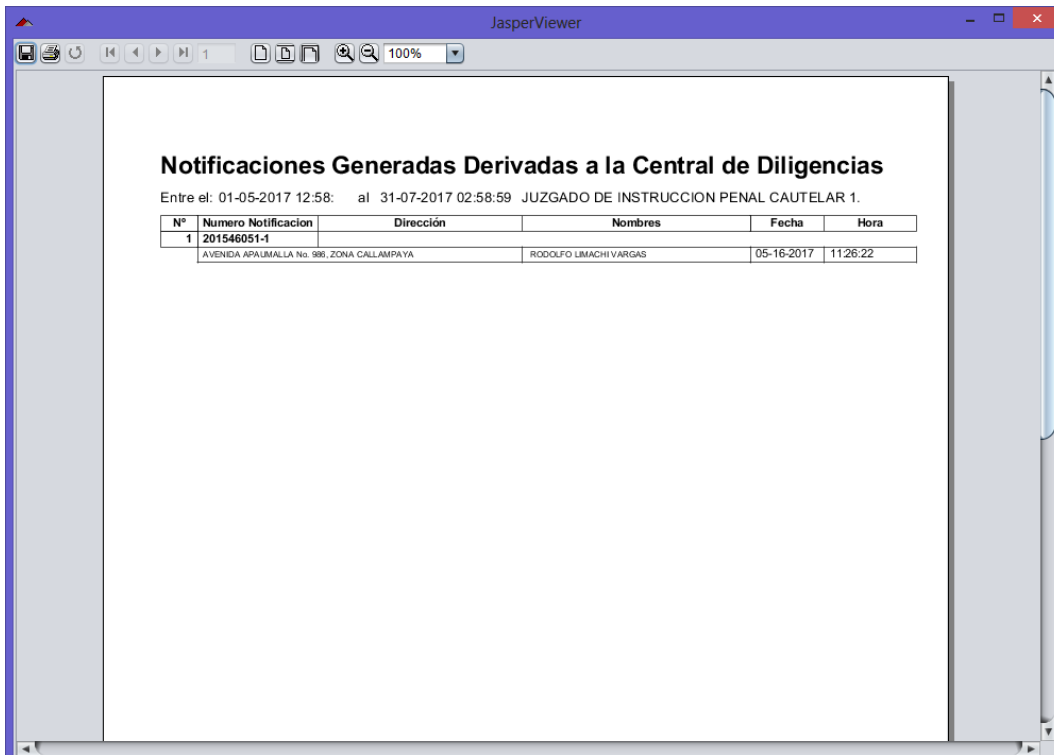 JasperViewer
1
100%
Notificaciones Generadas Derivadas a la Central de Diligencias
Entre el: 01-05-2017 12:58: al 31-07-2017 02:58:59 JUZGADO DE INSTRUCCION PENAL CAUTELAR 1.
Nº Numero Notificacion Dirección Nombres Fecha Hora
1 201546051-1
AVENIDA APAUMALLA No. 986, ZONA CALLAMPAYA RODOLFO LIMACHI VARGAS 05-16-2017 11:26:22